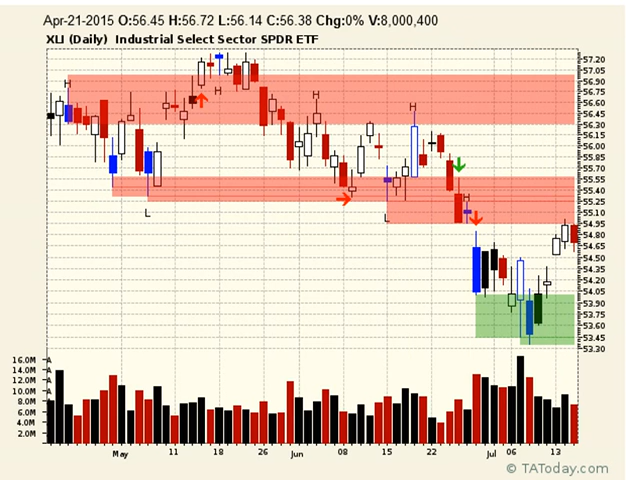 Apr-21-2015 O:56.45 H:56.72 L:56.14 C:56.38 Chg:0% V:8,000,400
XLI (Daily) Industrial Select Sector SPDR ETF
57.20
57.05
56.90
56.75
56.60
56.45
56.30
56.15
56.00
55.85
55.70
55.55
55.40
55.25
55.10
54.95
54.80
54.65
54.50
54.35
54.20
54.05
53.90
53.75
53.60
53.45
53.30
H
H
H
H
H
L
L
16.0M A
14.0M A
12.0M A
10.0M A
8.0M A
6.0M
4.0M
2.0M
May 11 18 26 Jun 08 15 22 Jul 06 13
© TAToday.com